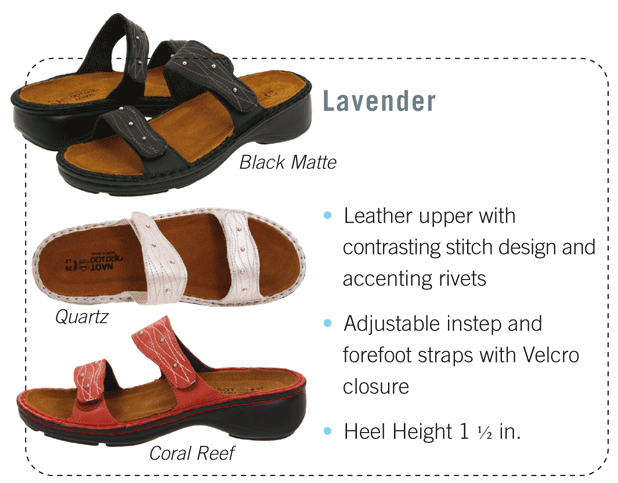 Lavender
Black Matte
• Leather upper with
contrasting stitch design and
accenting rivets
Quartz
NAOT
• Adjustable instep and
forefoot straps with Velcro
closure
Coral Reef
• Heel Height 1 ½ in.